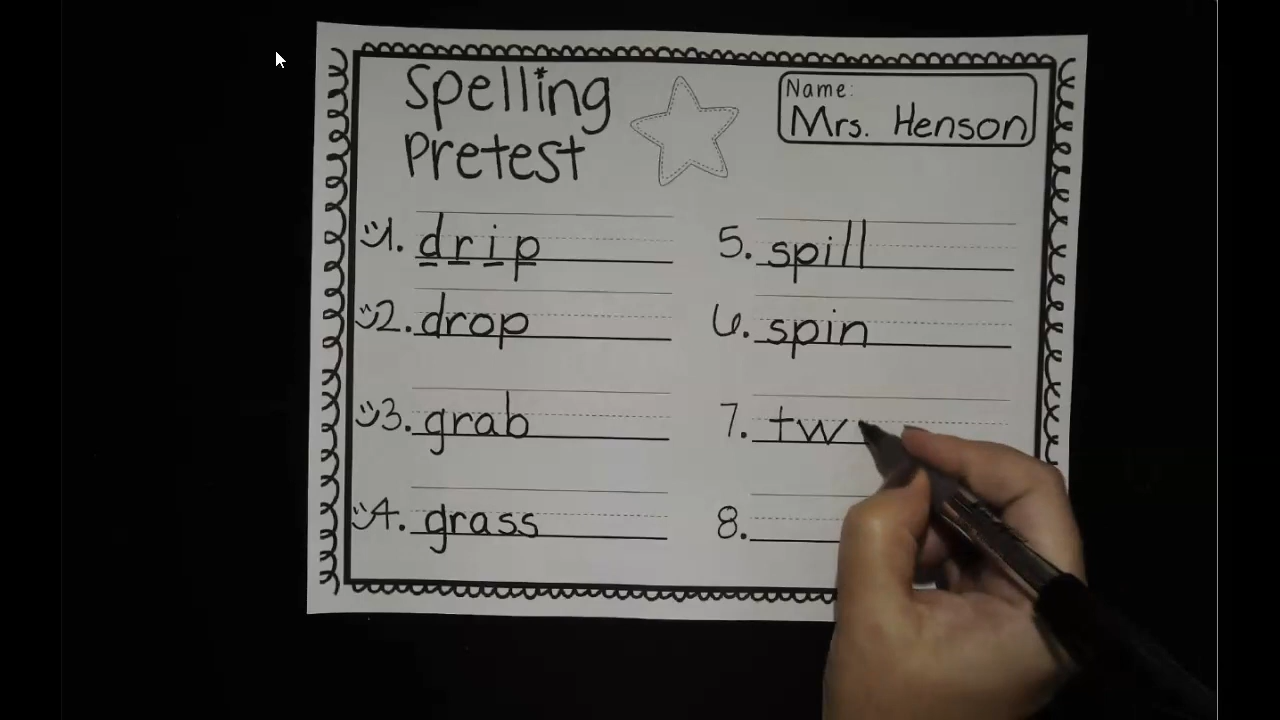 Spelling
Pretest
Name:
Mrs. Henson
1. drip
2. drop
3. grab
4. grass
5. spill
6. spin
7. tw
8.